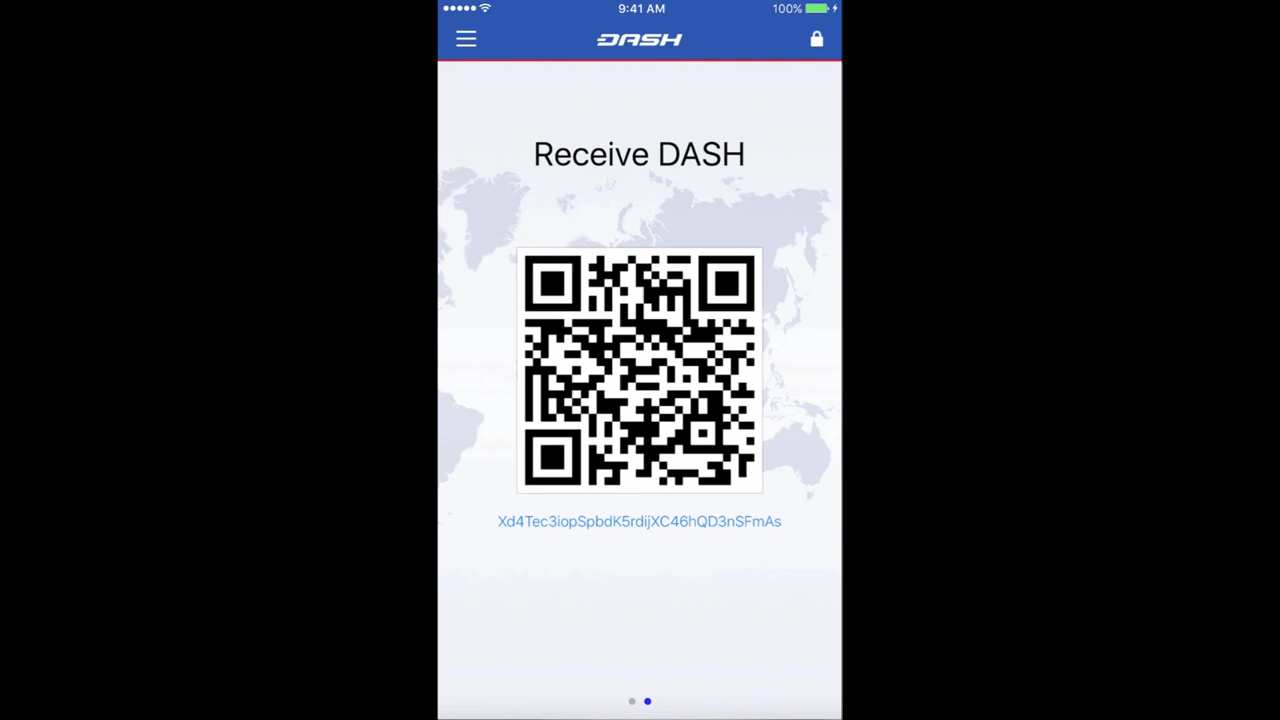 9:41 AM
100%
DASH
Receive DASH
Xd4Tec3iopSpbdK5rdijXC46hQD3nSFmAs